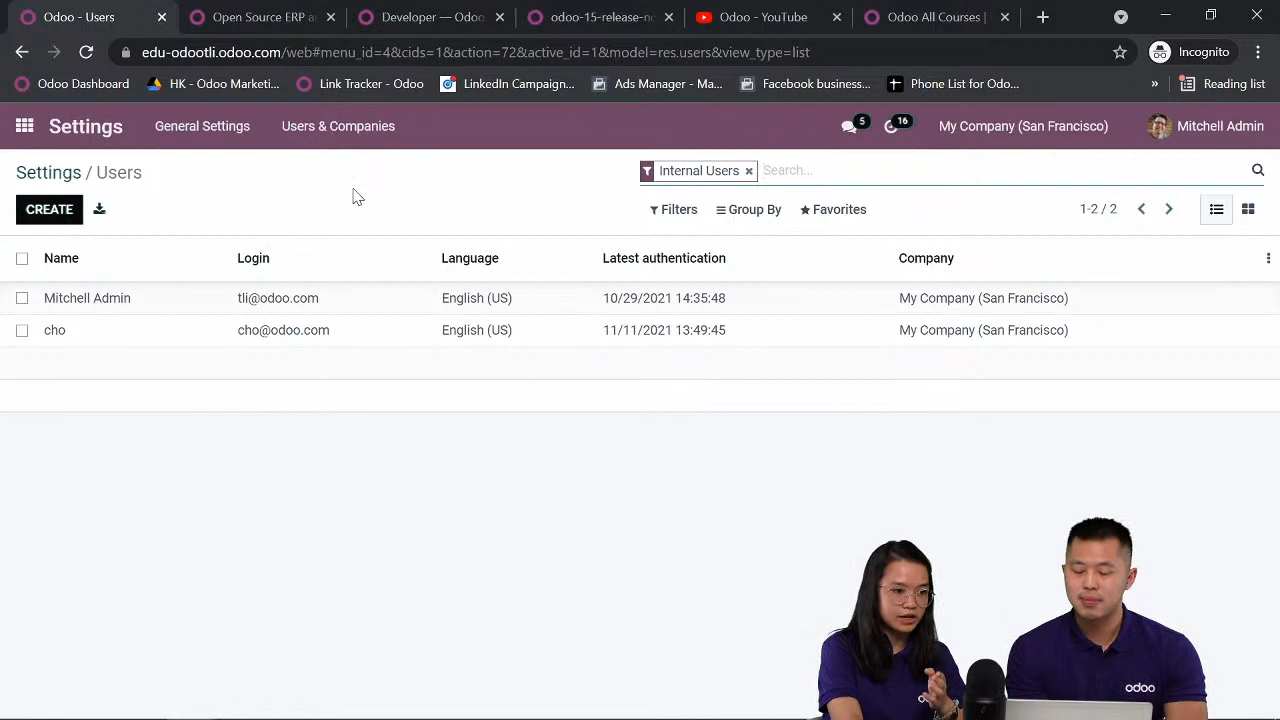 Odoo - Users
Open Source ERP a
Developer — Odoo
odoo-15-release-n
Odoo - YouTube
Odoo All Courses |
edu-odootli.odoo.com/web#menu_id=4&cids=1&action=72&active_id=1&model=res.users&view_type=list
Incognito
Odoo Dashboard
HK - Odoo Marketi...
Link Tracker - Odoo
LinkedIn Campaign...
Ads Manager - Ma...
Facebook business...
Phone List for Odo...
»
Reading list
Settings
General Settings
Users & Companies
5
16
My Company (San Francisco)
Mitchell Admin
Settings / Users
Internal Users
Search...
CREATE
Filters
Group By
Favorites
1-2 / 2
Name Login Language Latest authentication Company
Mitchell Admin tli@odoo.com English (US) 10/29/2021 14:35:48 My Company (San Francisco)
cho cho@odoo.com English (US) 11/11/2021 13:49:45 My Company (San Francisco)
odoo